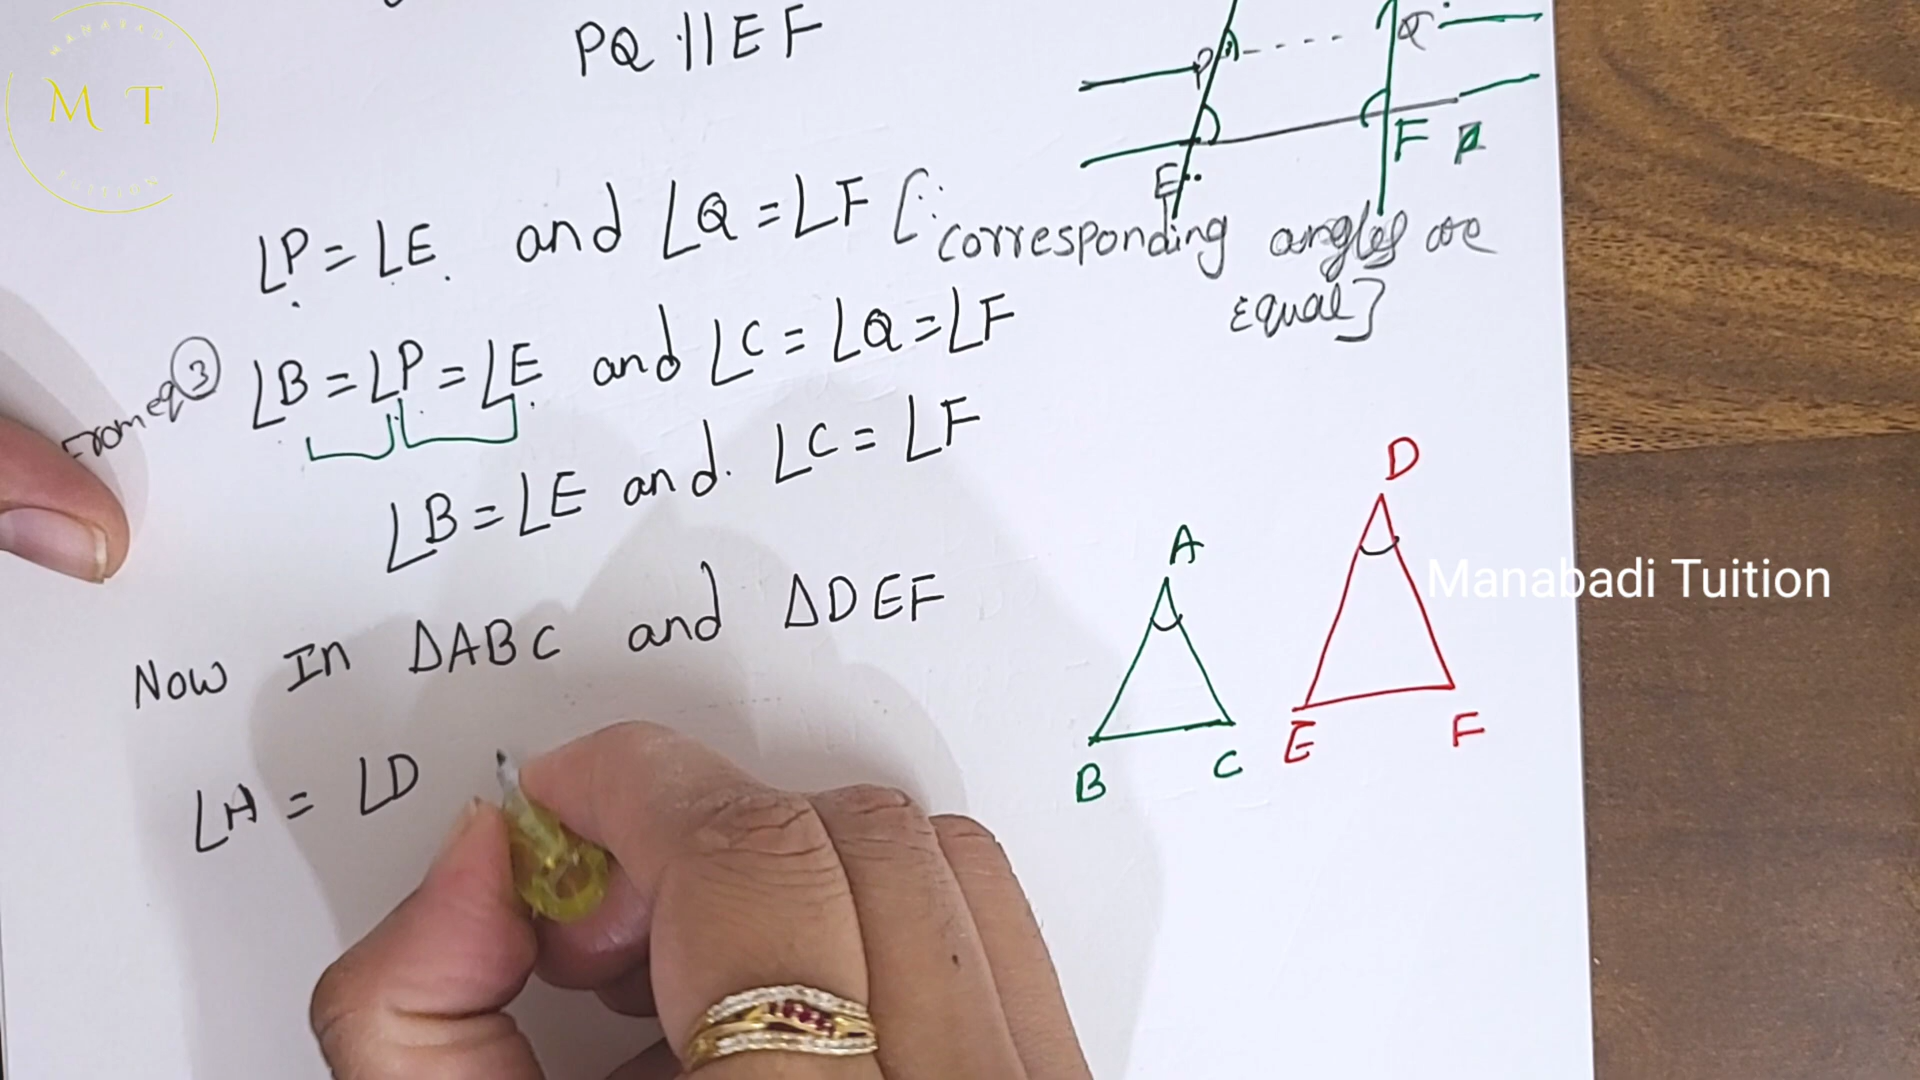 M T
PQ || EF
P
Q
E
F
∠P = ∠E and ∠Q = ∠F [∵ corresponding angles are
Equal]
From eq ③ ∠B = ∠P = ∠E and ∠C = ∠Q = ∠F
∠B = ∠E and ∠C = ∠F
Now In ΔABC and ΔDEF
∠A = ∠D
A
B
C
D
E
F
Manabadi Tuition